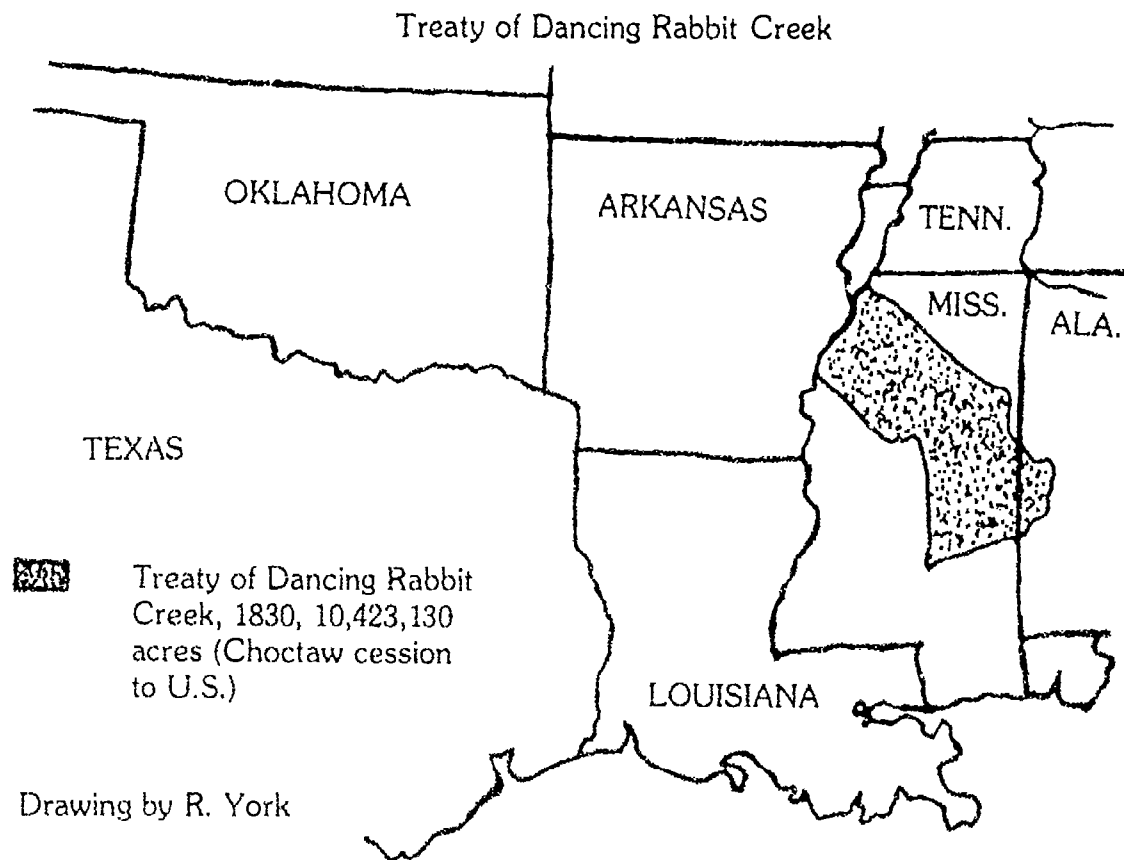 Treaty of Dancing Rabbit Creek
OKLAHOMA
ARKANSAS
TENN.
MISS.
ALA.
TEXAS
Treaty of Dancing Rabbit
Creek, 1830, 10,423,130
acres (Choctaw cession
to U.S.)
LOUISIANA
Drawing by R. York